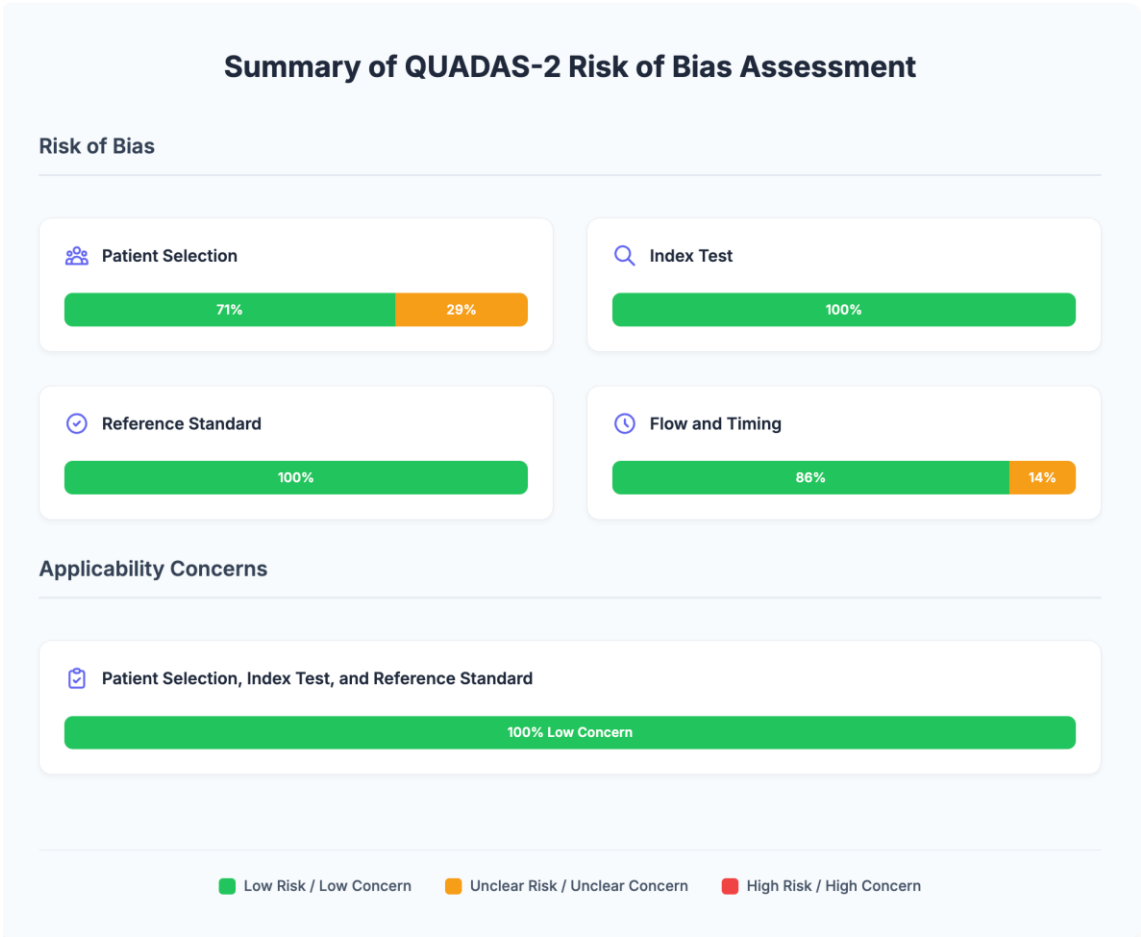 Summary of QUADAS-2 Risk of Bias Assessment
Risk of Bias
Patient Selection
71% 29%
Index Test
100%
Reference Standard
100%
Flow and Timing
86% 14%
Applicability Concerns
Patient Selection, Index Test, and Reference Standard
100% Low Concern
Low Risk / Low Concern Unclear Risk / Unclear Concern High Risk / High Concern